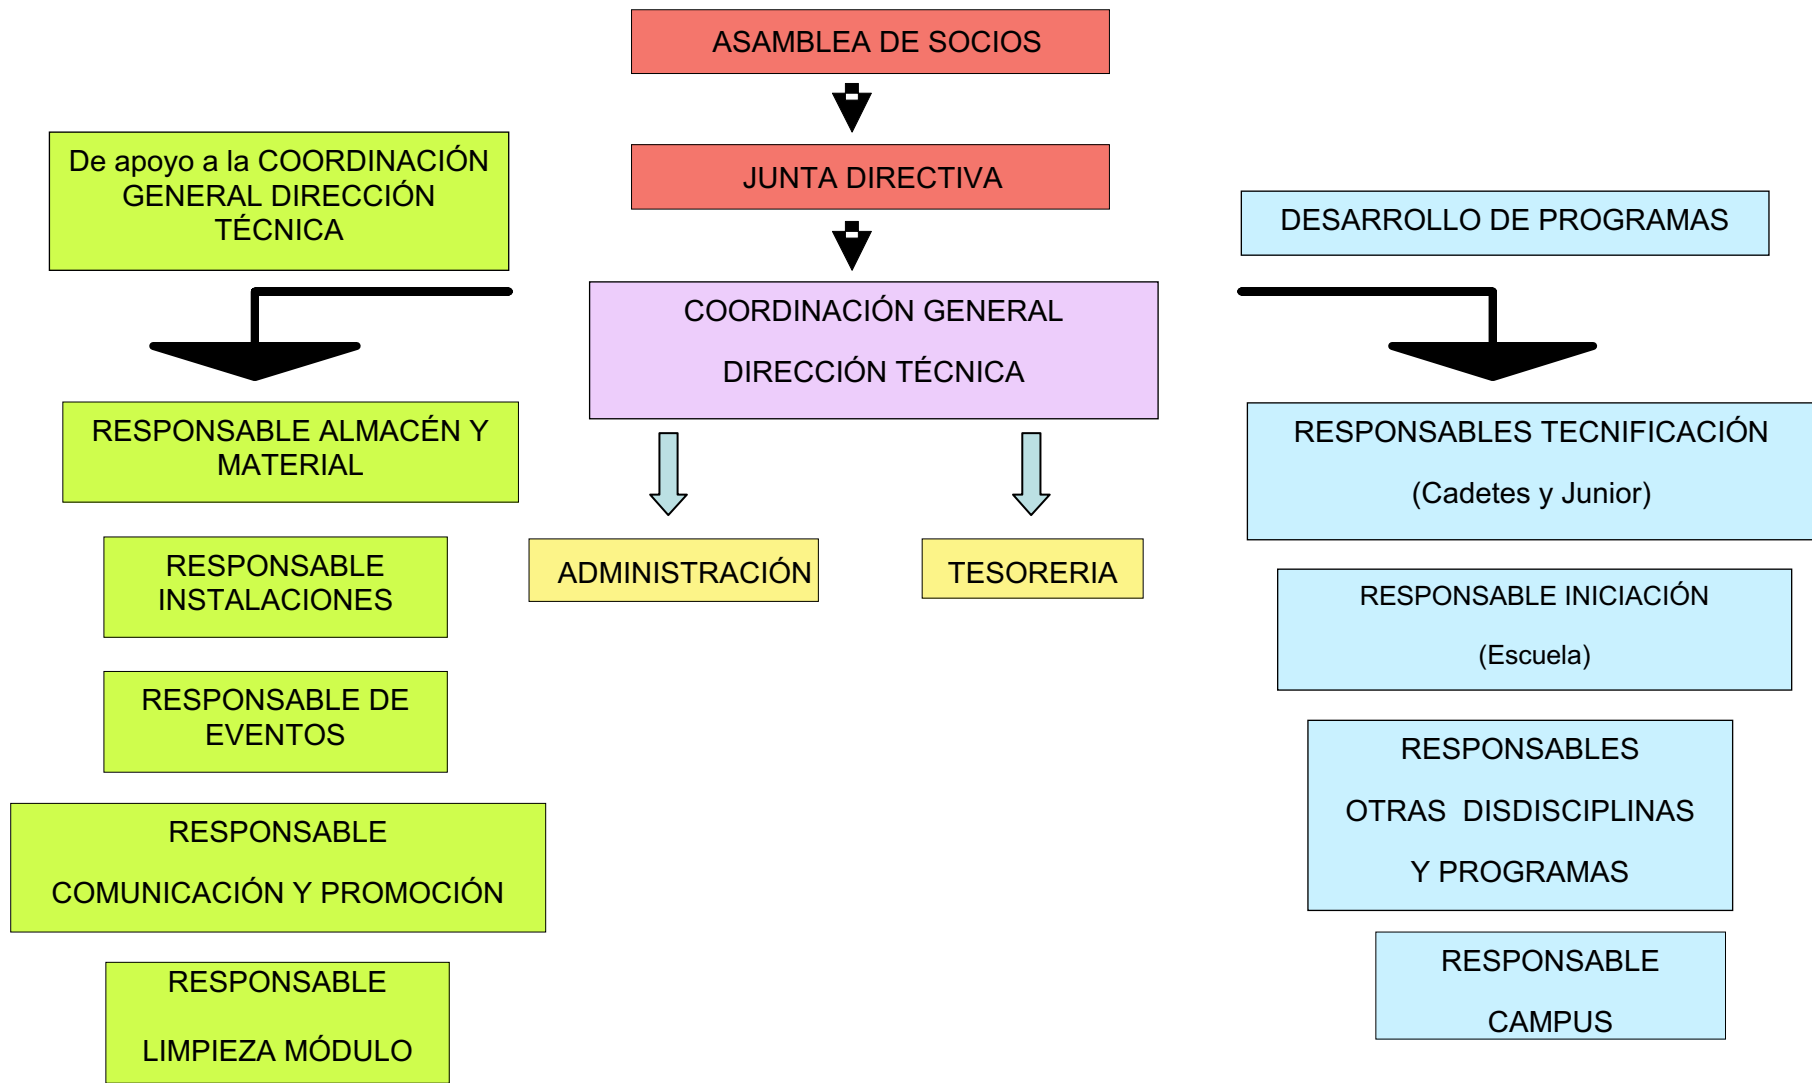 ASAMBLEA DE SOCIOS
JUNTA DIRECTIVA
De apoyo a la COORDINACIÓN
GENERAL DIRECCIÓN
TÉCNICA
DESARROLLO DE PROGRAMAS
COORDINACIÓN GENERAL
DIRECCIÓN TÉCNICA
RESPONSABLE ALMACÉN Y
MATERIAL
RESPONSABLE
INSTALACIONES
RESPONSABLE DE
EVENTOS
RESPONSABLE
COMUNICACIÓN Y PROMOCIÓN
RESPONSABLE
LIMPIEZA MÓDULO
ADMINISTRACIÓN
TESORERIA
RESPONSABLES TECNIFICACIÓN
(Cadetes y Junior)
RESPONSABLE INICIACIÓN
(Escuela)
RESPONSABLES
OTRAS DISDISCIPLINAS
Y PROGRAMAS
RESPONSABLE
CAMPUS